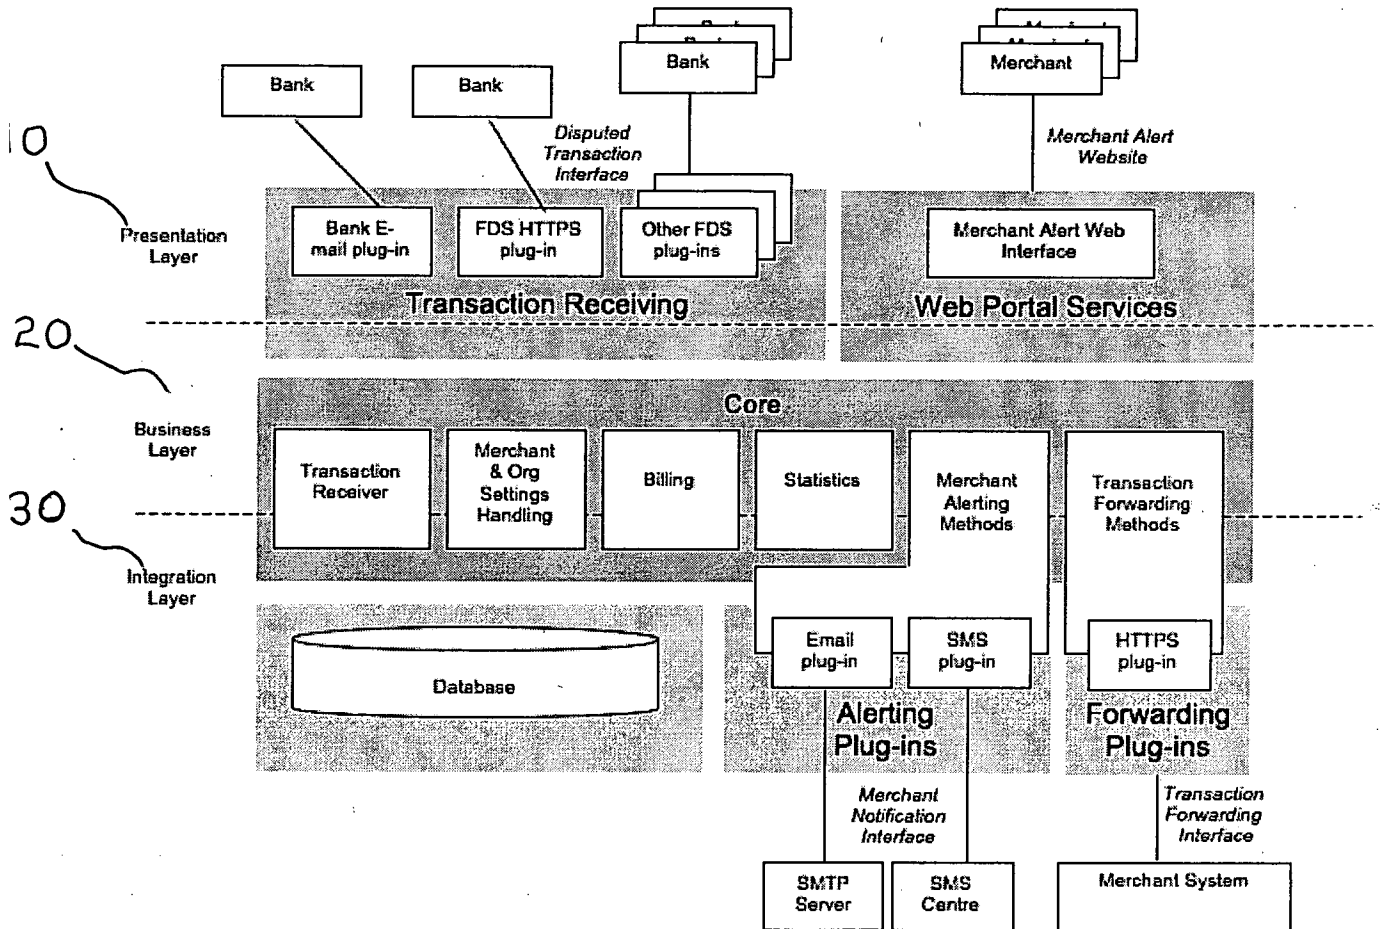 Bank
Bank
Bank
Merchant
10
Disputed
Transaction
Interface
Merchant Alert
Website
Presentation
Layer
Bank E-
mail plug-in
FDS HTTPS
plug-in
Other FDS
plug-ins
Merchant Alert Web
Interface
Transaction Receiving
Web Portal Services
20
Core
Business
Layer
Transaction
Receiver
Merchant
& Org
Settings
Handling
Billing
Statistics
Merchant
Alerting
Methods
Transaction
Forwarding
Methods
30
Integration
Layer
Database
Email
plug-in
SMS
plug-in
HTTPS
plug-in
Alerting
Plug-ins
Forwarding
Plug-ins
Merchant
Notification
Interface
Transaction
Forwarding
Interface
SMTP
Server
SMS
Centre
Merchant System